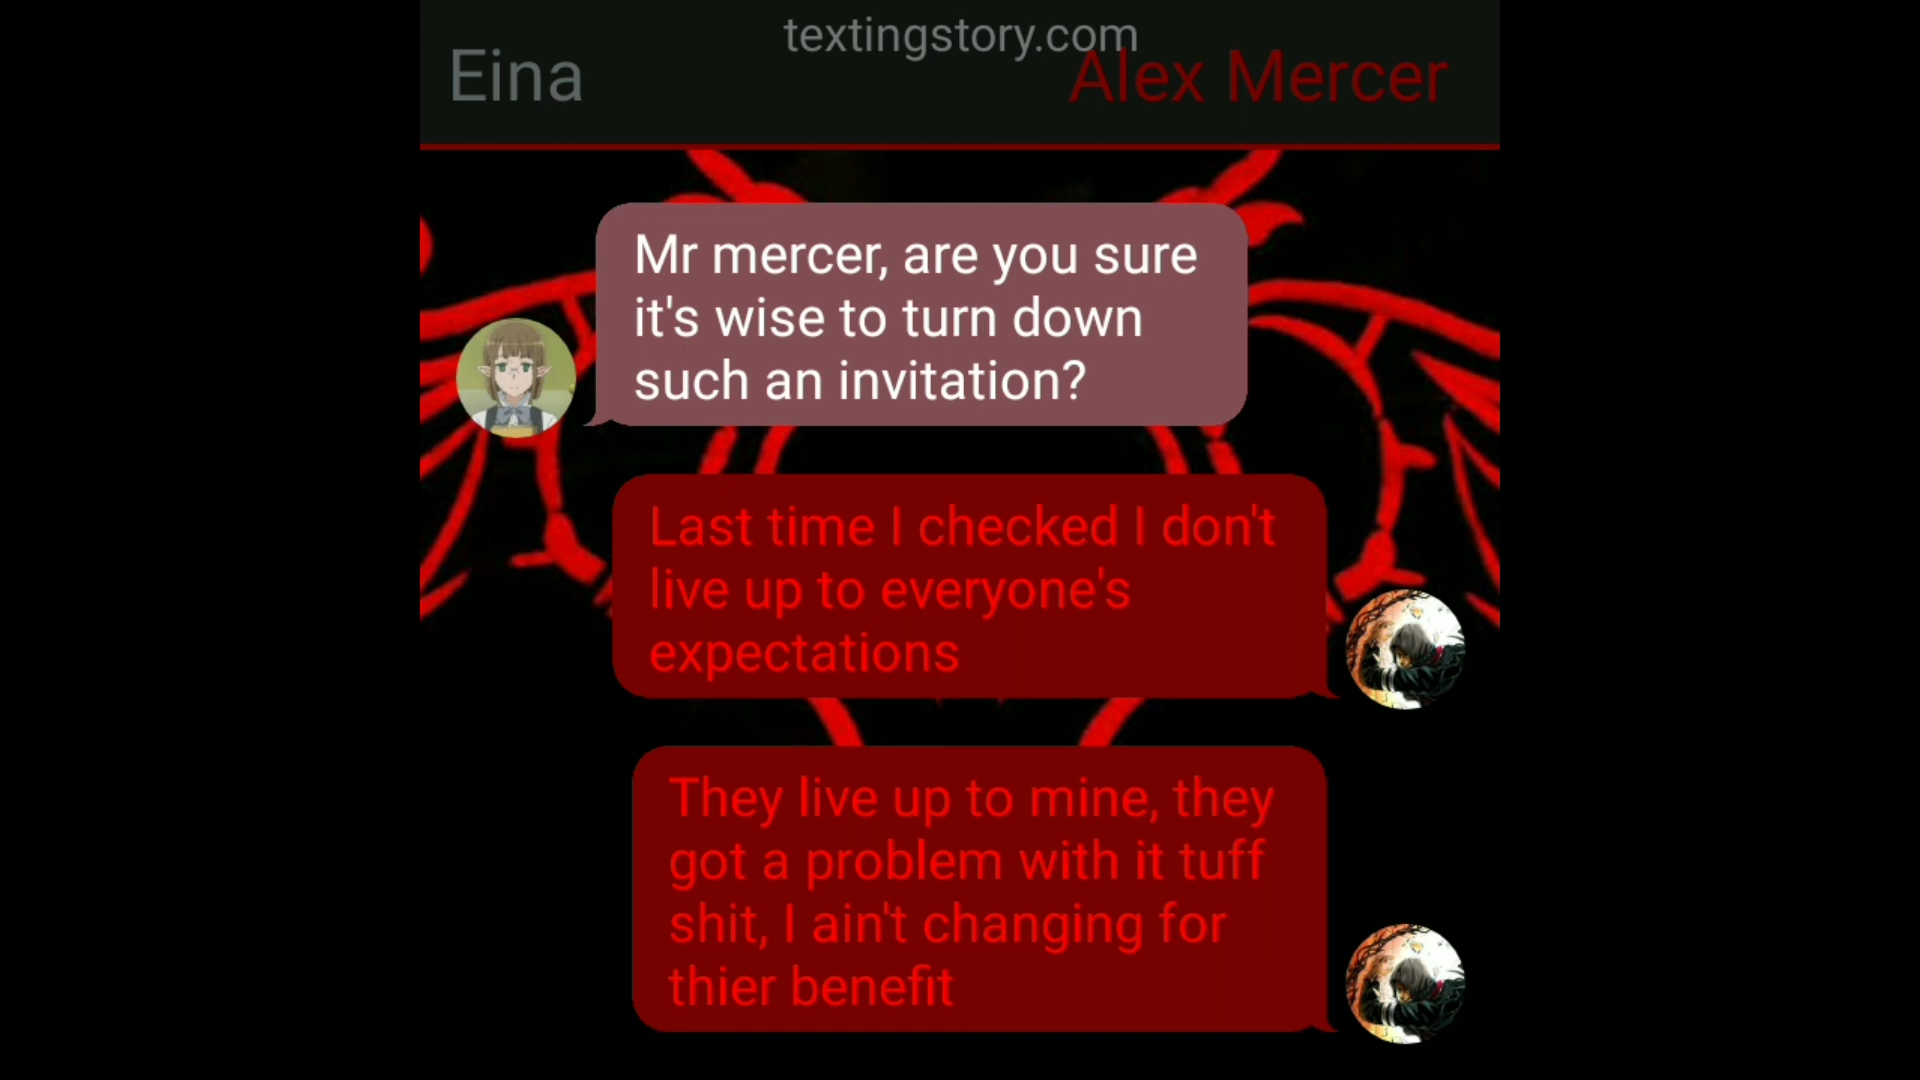 textingstory.com
Eina
Alex Mercer
Mr mercer, are you sure
it's wise to turn down
such an invitation?
Last time I checked I don't
live up to everyone's
expectations
They live up to mine, they
got a problem with it tuff
shit, I ain't changing for
thier benefit